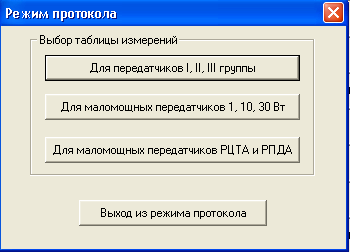 Режим протокола
Выбор таблицы измерений
Для передатчиков I, II, III группы
Для маломощных передатчиков 1, 10, 30 Вт
Для маломощных передатчиков РЦТА и РПДА
Выход из режима протокола